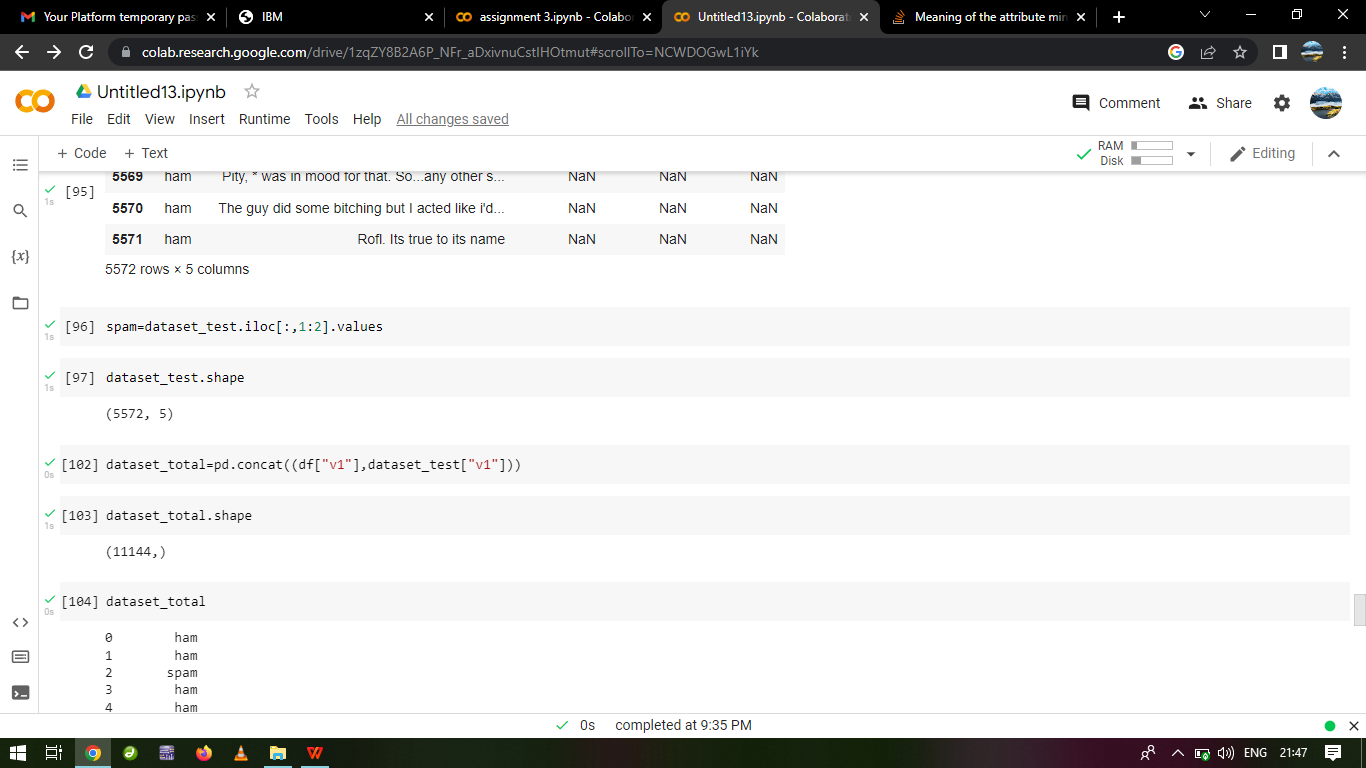 Your Platform temporary pas
IBM
assignment 3.ipynb - Colabo
Untitled13.ipynb - Colaborat
Meaning of the attribute min
colab.research.google.com/drive/1zqZY8B2A6P_NFr_aDxivnuCstIHOtmut#scrollTo=NCWDOGwL1iYk
Untitled13.ipynb
Comment
Share
File Edit View Insert Runtime Tools Help All changes saved
+ Code + Text
RAM
Disk
Editing
5569 ham Pity, * was in mood for that. So...any other s... NaN NaN NaN
[95]
1s
5570 ham The guy did some bitching but I acted like i'd... NaN NaN NaN
5571 ham Rofl. Its true to its name NaN NaN NaN
5572 rows × 5 columns
{x}
[96] spam=dataset_test.iloc[:,1:2].values
1s
[97] dataset_test.shape
1s
(5572, 5)
[102] dataset_total=pd.concat((df["v1"],dataset_test["v1"]))
0s
[103] dataset_total.shape
1s
(11144,)
[104] dataset_total
0s
0 ham
1 ham
2 spam
3 ham
4 ham
0s completed at 9:35 PM
ENG 21:47